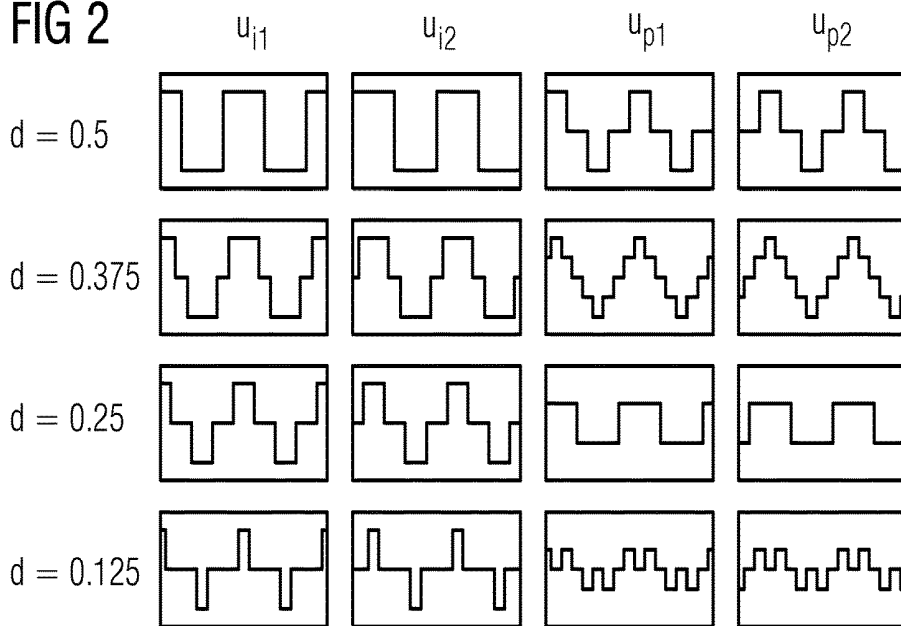 FIG 2
u_i1 u_i2 u_p1 u_p2
d = 0.5
d = 0.375
d = 0.25
d = 0.125